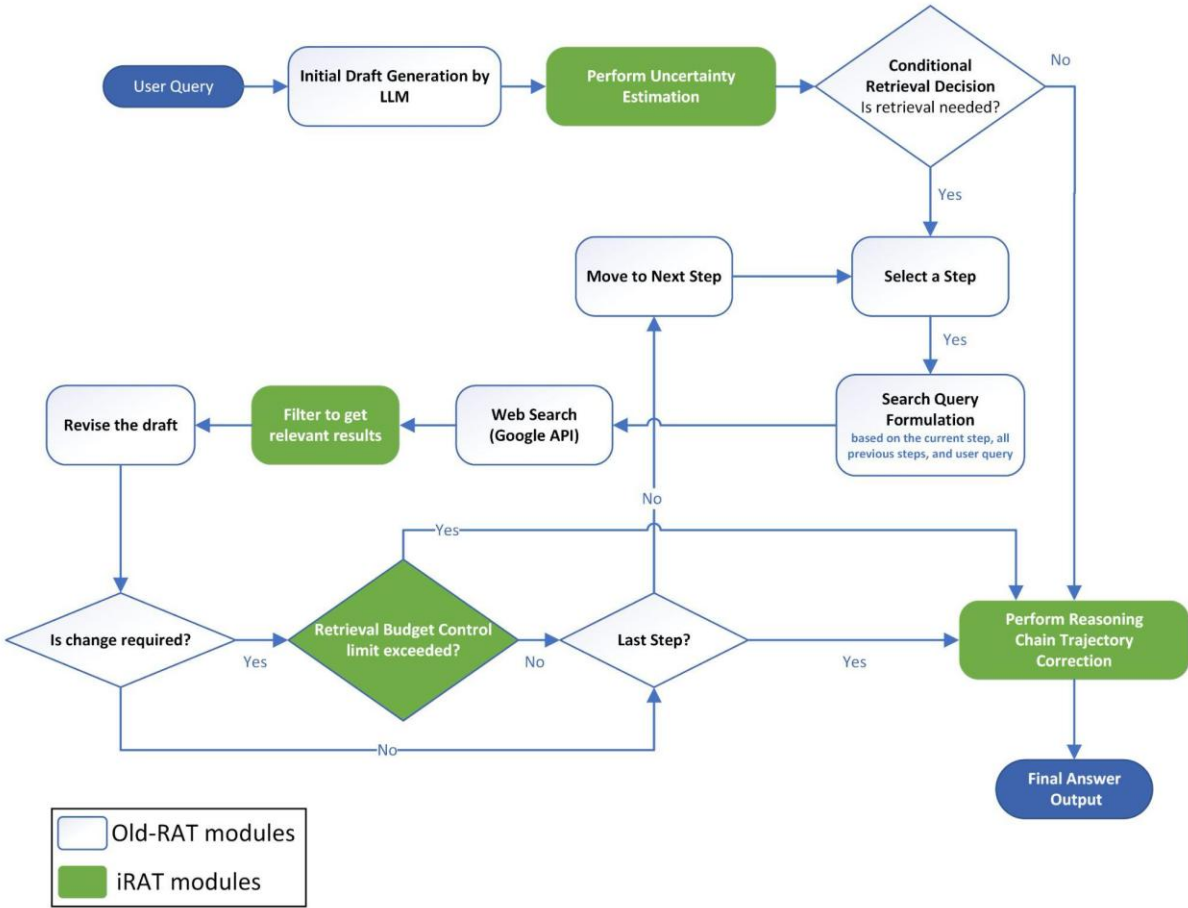 User Query
Initial Draft Generation by
LLM
Perform Uncertainty
Estimation
Conditional
Retrieval Decision
Is retrieval needed?
No
Yes
Move to Next Step
Select a Step
Yes
Revise the draft
Filter to get
relevant results
Web Search
(Google API)
Search Query
Formulation
based on the current step, all
previous steps, and user query
No
Yes
Is change required?
Yes
Retrieval Budget Control
limit exceeded?
No
Last Step?
Yes
Perform Reasoning
Chain Trajectory
Correction
No
Final Answer
Output
Old-RAT modules
iRAT modules